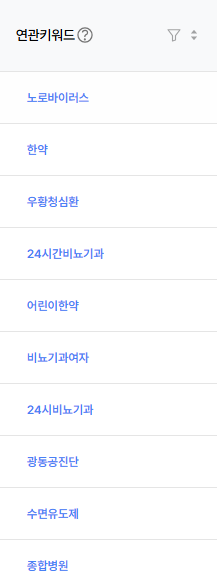 연관키워드
노로바이러스
한약
우황청심환
24시간비뇨기과
어린이한약
비뇨기과여자
24시비뇨기과
광동공진단
수면유도제
종합병원